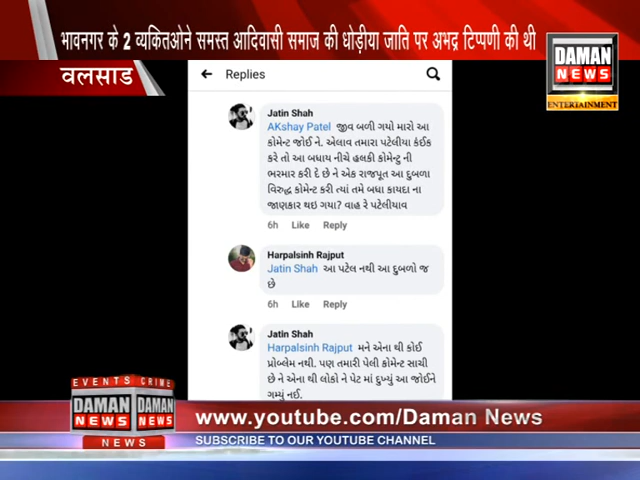 भावनगर के 2 व्यकितओने समस्त आदिवासी समाज की धोड़ीया जाति पर अभद्र टिप्पणी की थी
वलसाड
DAMAN
NEWS
ENTERTAINMENT
Replies
Jatin Shah
AKshay Patel જીવ બળી ગયો મારો આ
કોમેન્ટ જોઈ ને. એલાવ તમારા પટેલીયા કંઈક
કરે તો આ બધાય નીચે હલકી કોમેન્ટુ ની
ભરમાર કરી દે છે ને એક રાજપૂત આ દુબળા
વિરુદ્ધ કોમેન્ટ કરી ત્યાં તમે બધા કાયદા ના
જાણકાર થઇ ગયા? વાહ રે પટેલીયાવ
6h Like Reply
Harpalsinh Rajput
Jatin Shah આ પટેલ નથી આ દુબળો જ
છે
6h Like Reply
Jatin Shah
Harpalsinh Rajput મને એના થી કોઈ
પ્રોબ્લેમ નથી. પણ તમારી પેલી કોમેન્ટ સાચી
છે ને એના થી લોકો ને પેટ માં દુખ્યું આ જોઈને
ગમ્યું નઈ.
EVENTS CRIME
DAMAN DAMAN
NEWS NEWS
NEWS
www.youtube.com/Daman News
SUBSCRIBE TO OUR YOUTUBE CHANNEL